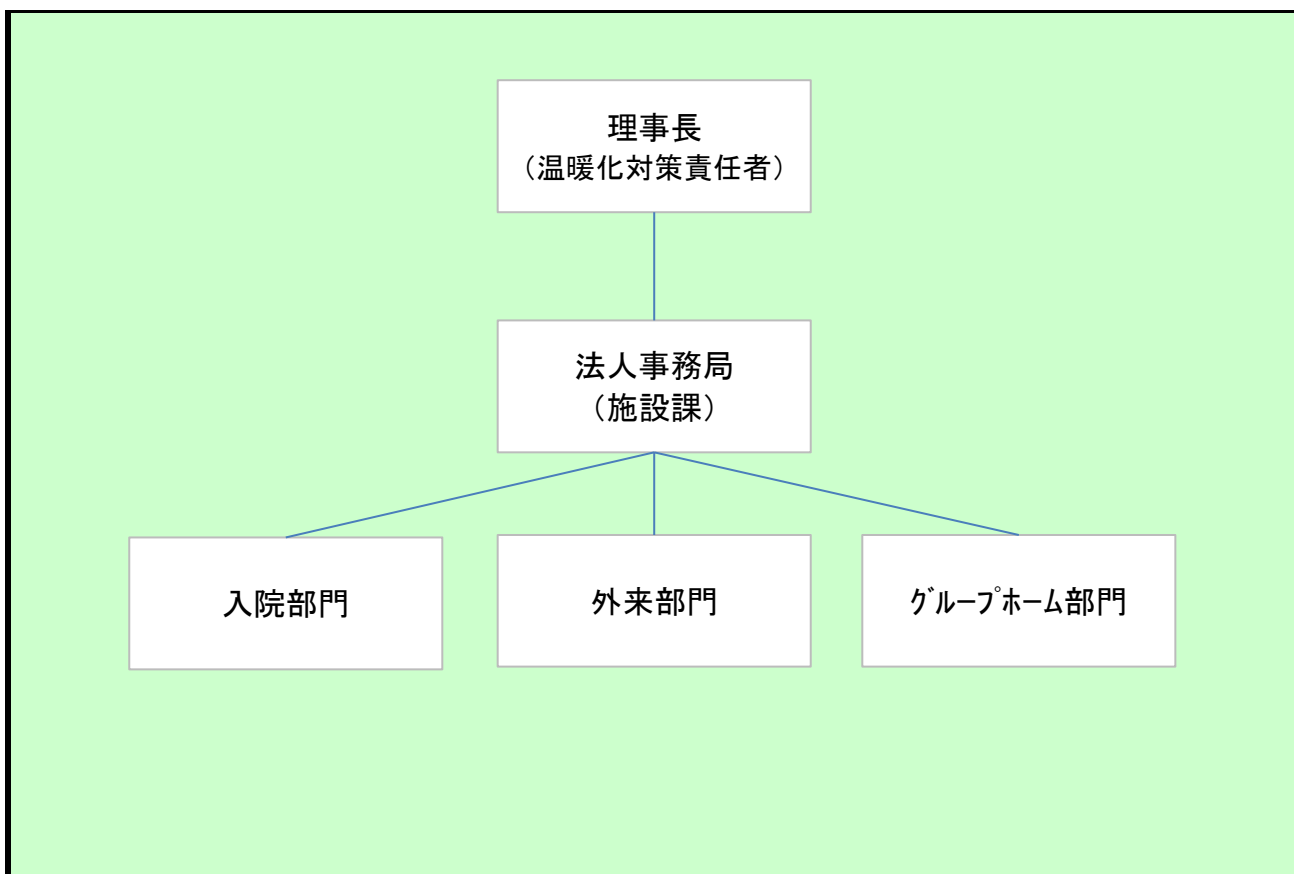 理事長
（温暖化対策責任者）
法人事務局
（施設課）
入院部門
外来部門
ｸﾞﾙｰﾌﾟﾎｰﾑ部門